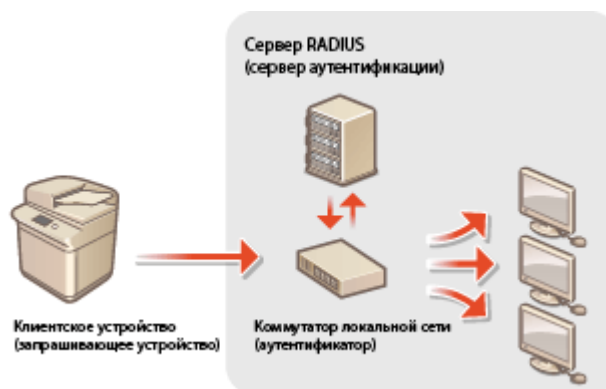 Сервер RADIUS
(сервер аутентификации)
Клиентское устройство
(запрашивающее устройство)
Коммутатор локальной сети
(аутентификатор)